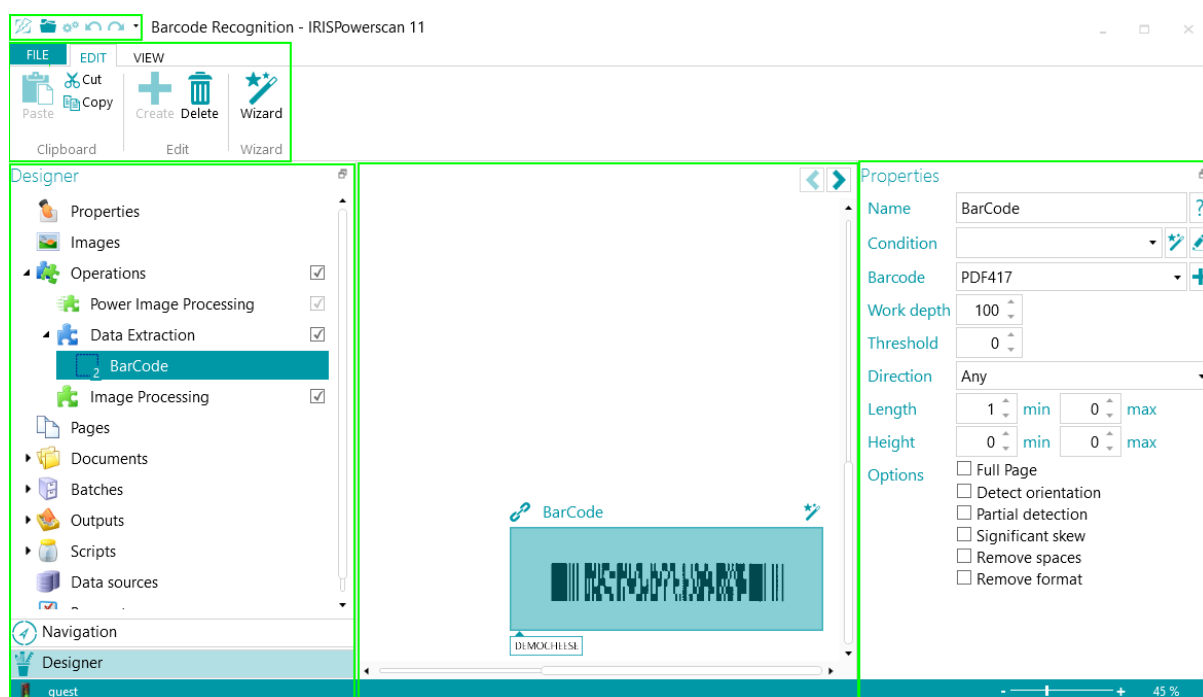 Barcode Recognition - IRISPowerscan 11
FILE EDIT VIEW
Paste
Cut
Copy
Create Delete
Wizard
Clipboard Edit Wizard
Designer
Properties
Images
Operations
Power Image Processing
Data Extraction
2 BarCode
Image Processing
Pages
Documents
Batches
Outputs
Scripts
Data sources
Navigation
Designer
guest
BarCode
DEMOCHEESE
Properties
Name BarCode ?
Condition
Barcode PDF417
Work depth 100
Threshold 0
Direction Any
Length 1 min 0 max
Height 0 min 0 max
Options Full Page
Detect orientation
Partial detection
Significant skew
Remove spaces
Remove format
- + 45 %